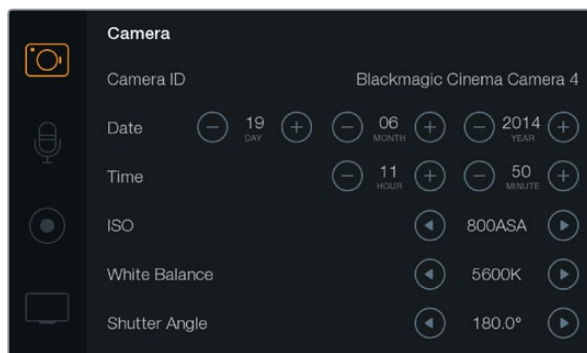 Camera
Camera ID Blackmagic Cinema Camera 4
Date 19 DAY 06 MONTH 2014 YEAR
Time 11 HOUR 50 MINUTE
ISO 800ASA
White Balance 5600K
Shutter Angle 180.0°